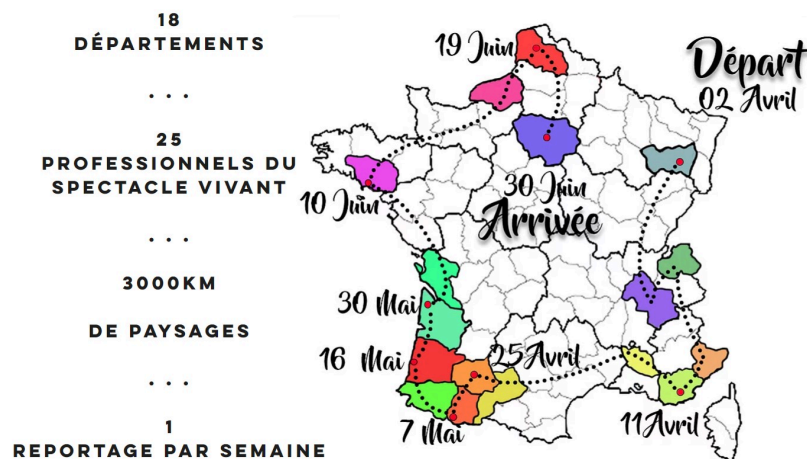 18
DÉPARTEMENTS
...
25
PROFESSIONNELS DU
SPECTACLE VIVANT
...
3000KM
DE PAYSAGES
...
1
REPORTAGE PAR SEMAINE
19 Juin
Départ
02 Avril
30 Juin
Arrivée
10 Juin
30 Mai
16 Mai
25 Avril
7 Mai
11 Avril